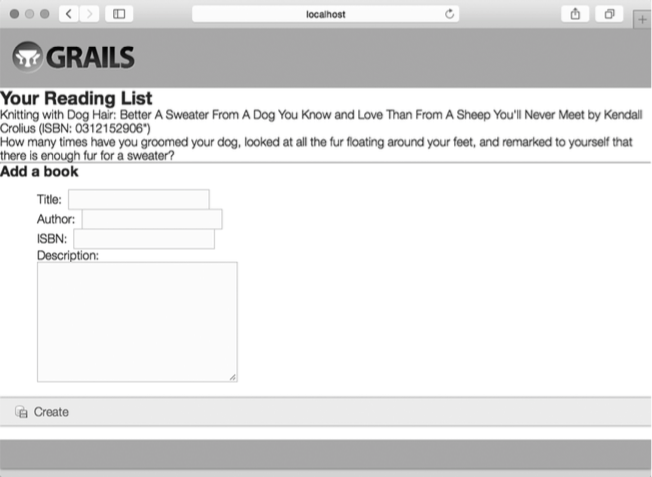 localhost
GRAILS
Your Reading List
Knitting with Dog Hair: Better A Sweater From A Dog You Know and Love Than From A Sheep You'll Never Meet by Kendall
Crolius (ISBN: 0312152906")
How many times have you groomed your dog, looked at all the fur floating around your feet, and remarked to yourself that
there is enough fur for a sweater?
Add a book
Title:
Author:
ISBN:
Description:
Create